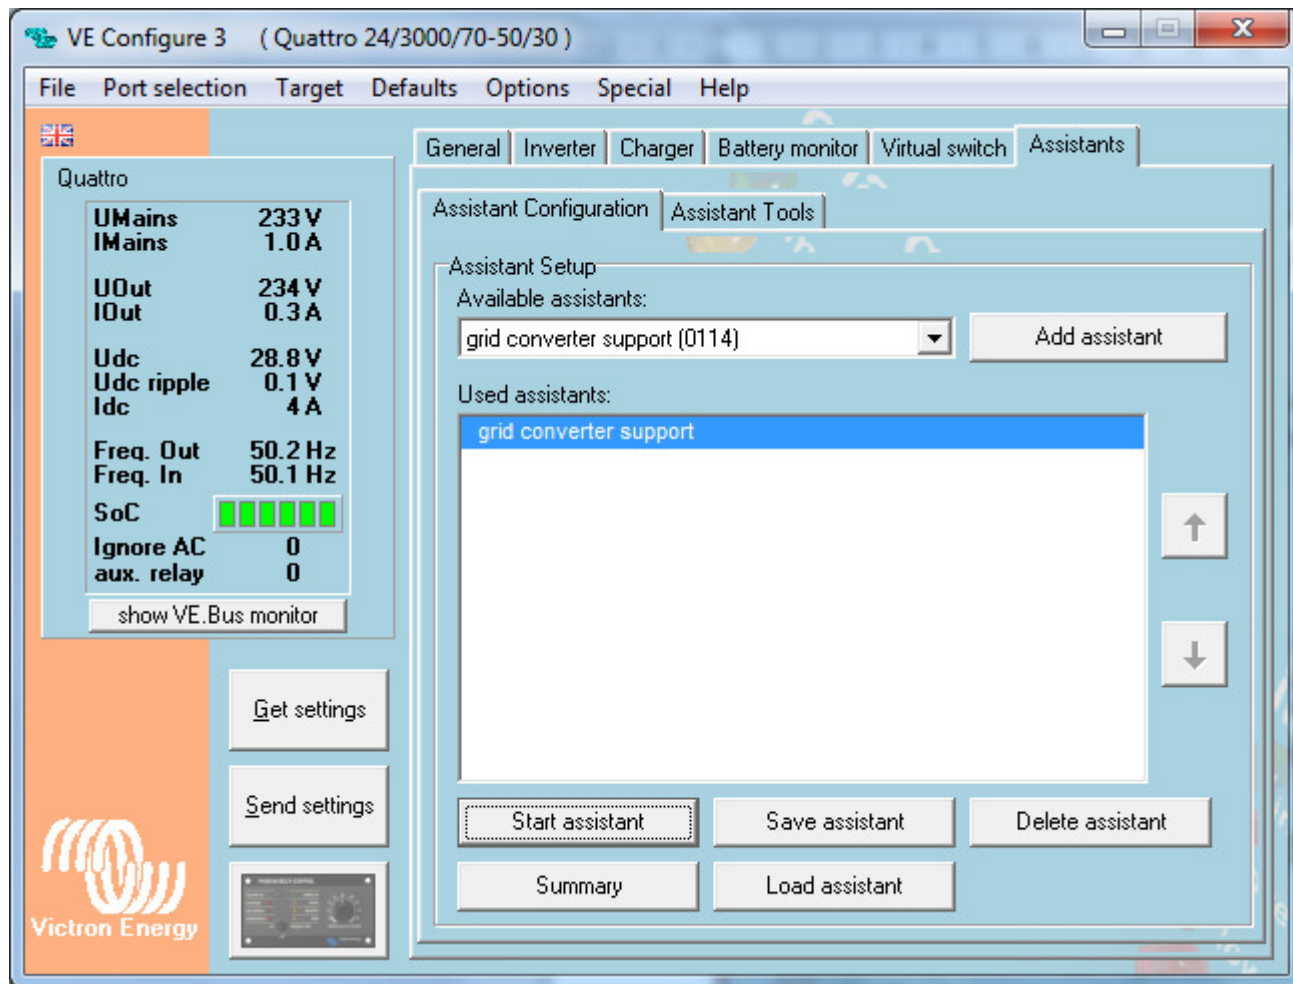 VE Configure 3 ( Quattro 24/3000/70-50/30 )
File Port selection Target Defaults Options Special Help
General Inverter Charger Battery monitor Virtual switch Assistants
Quattro
UMains 233 V
IMains 1.0 A
UOut 234 V
IOut 0.3 A
Udc 28.8 V
Udc ripple 0.1 V
Idc 4 A
Freq. Out 50.2 Hz
Freq. In 50.1 Hz
SoC
Ignore AC 0
aux. relay 0
show VE.Bus monitor
Get settings
Send settings
Victron Energy
Assistant Configuration Assistant Tools
Assistant Setup
Available assistants:
grid converter support (0114) Add assistant
Used assistants:
grid converter support
Start assistant Save assistant Delete assistant
Summary Load assistant